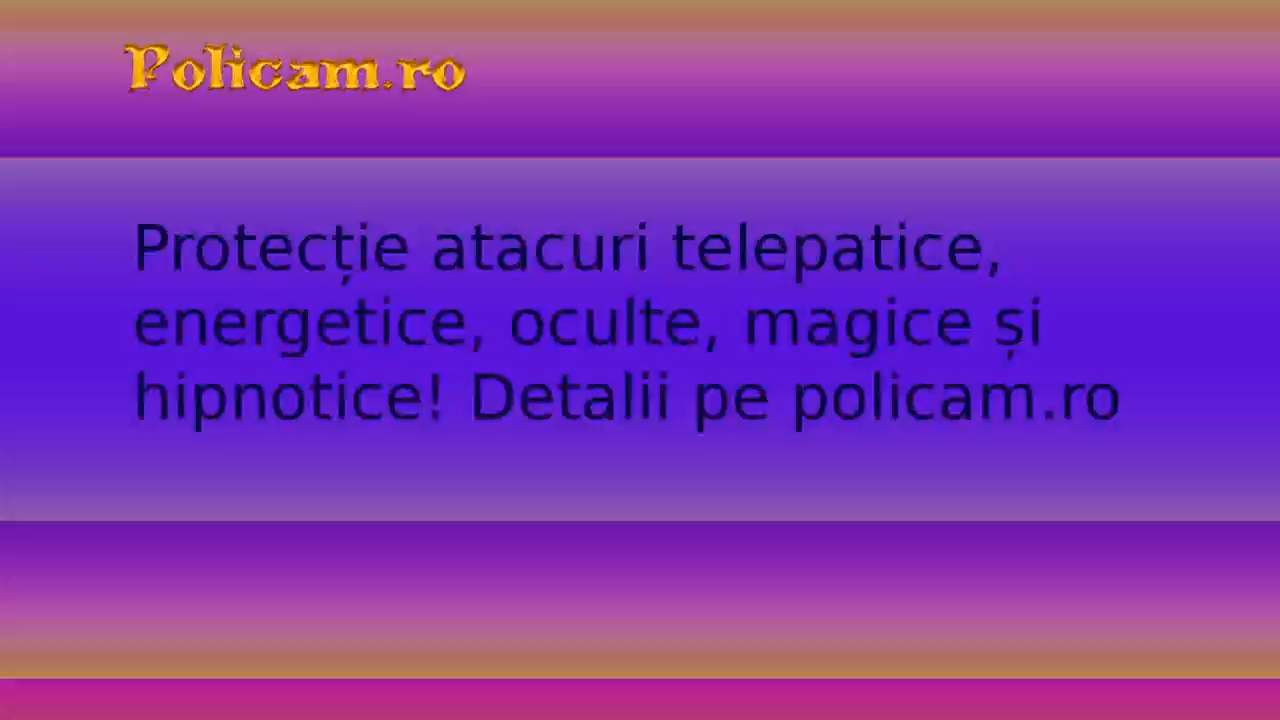 Policam.ro
Protecție atacuri telepatice,
energetice, oculte, magice și
hipnotice! Detalii pe policam.ro